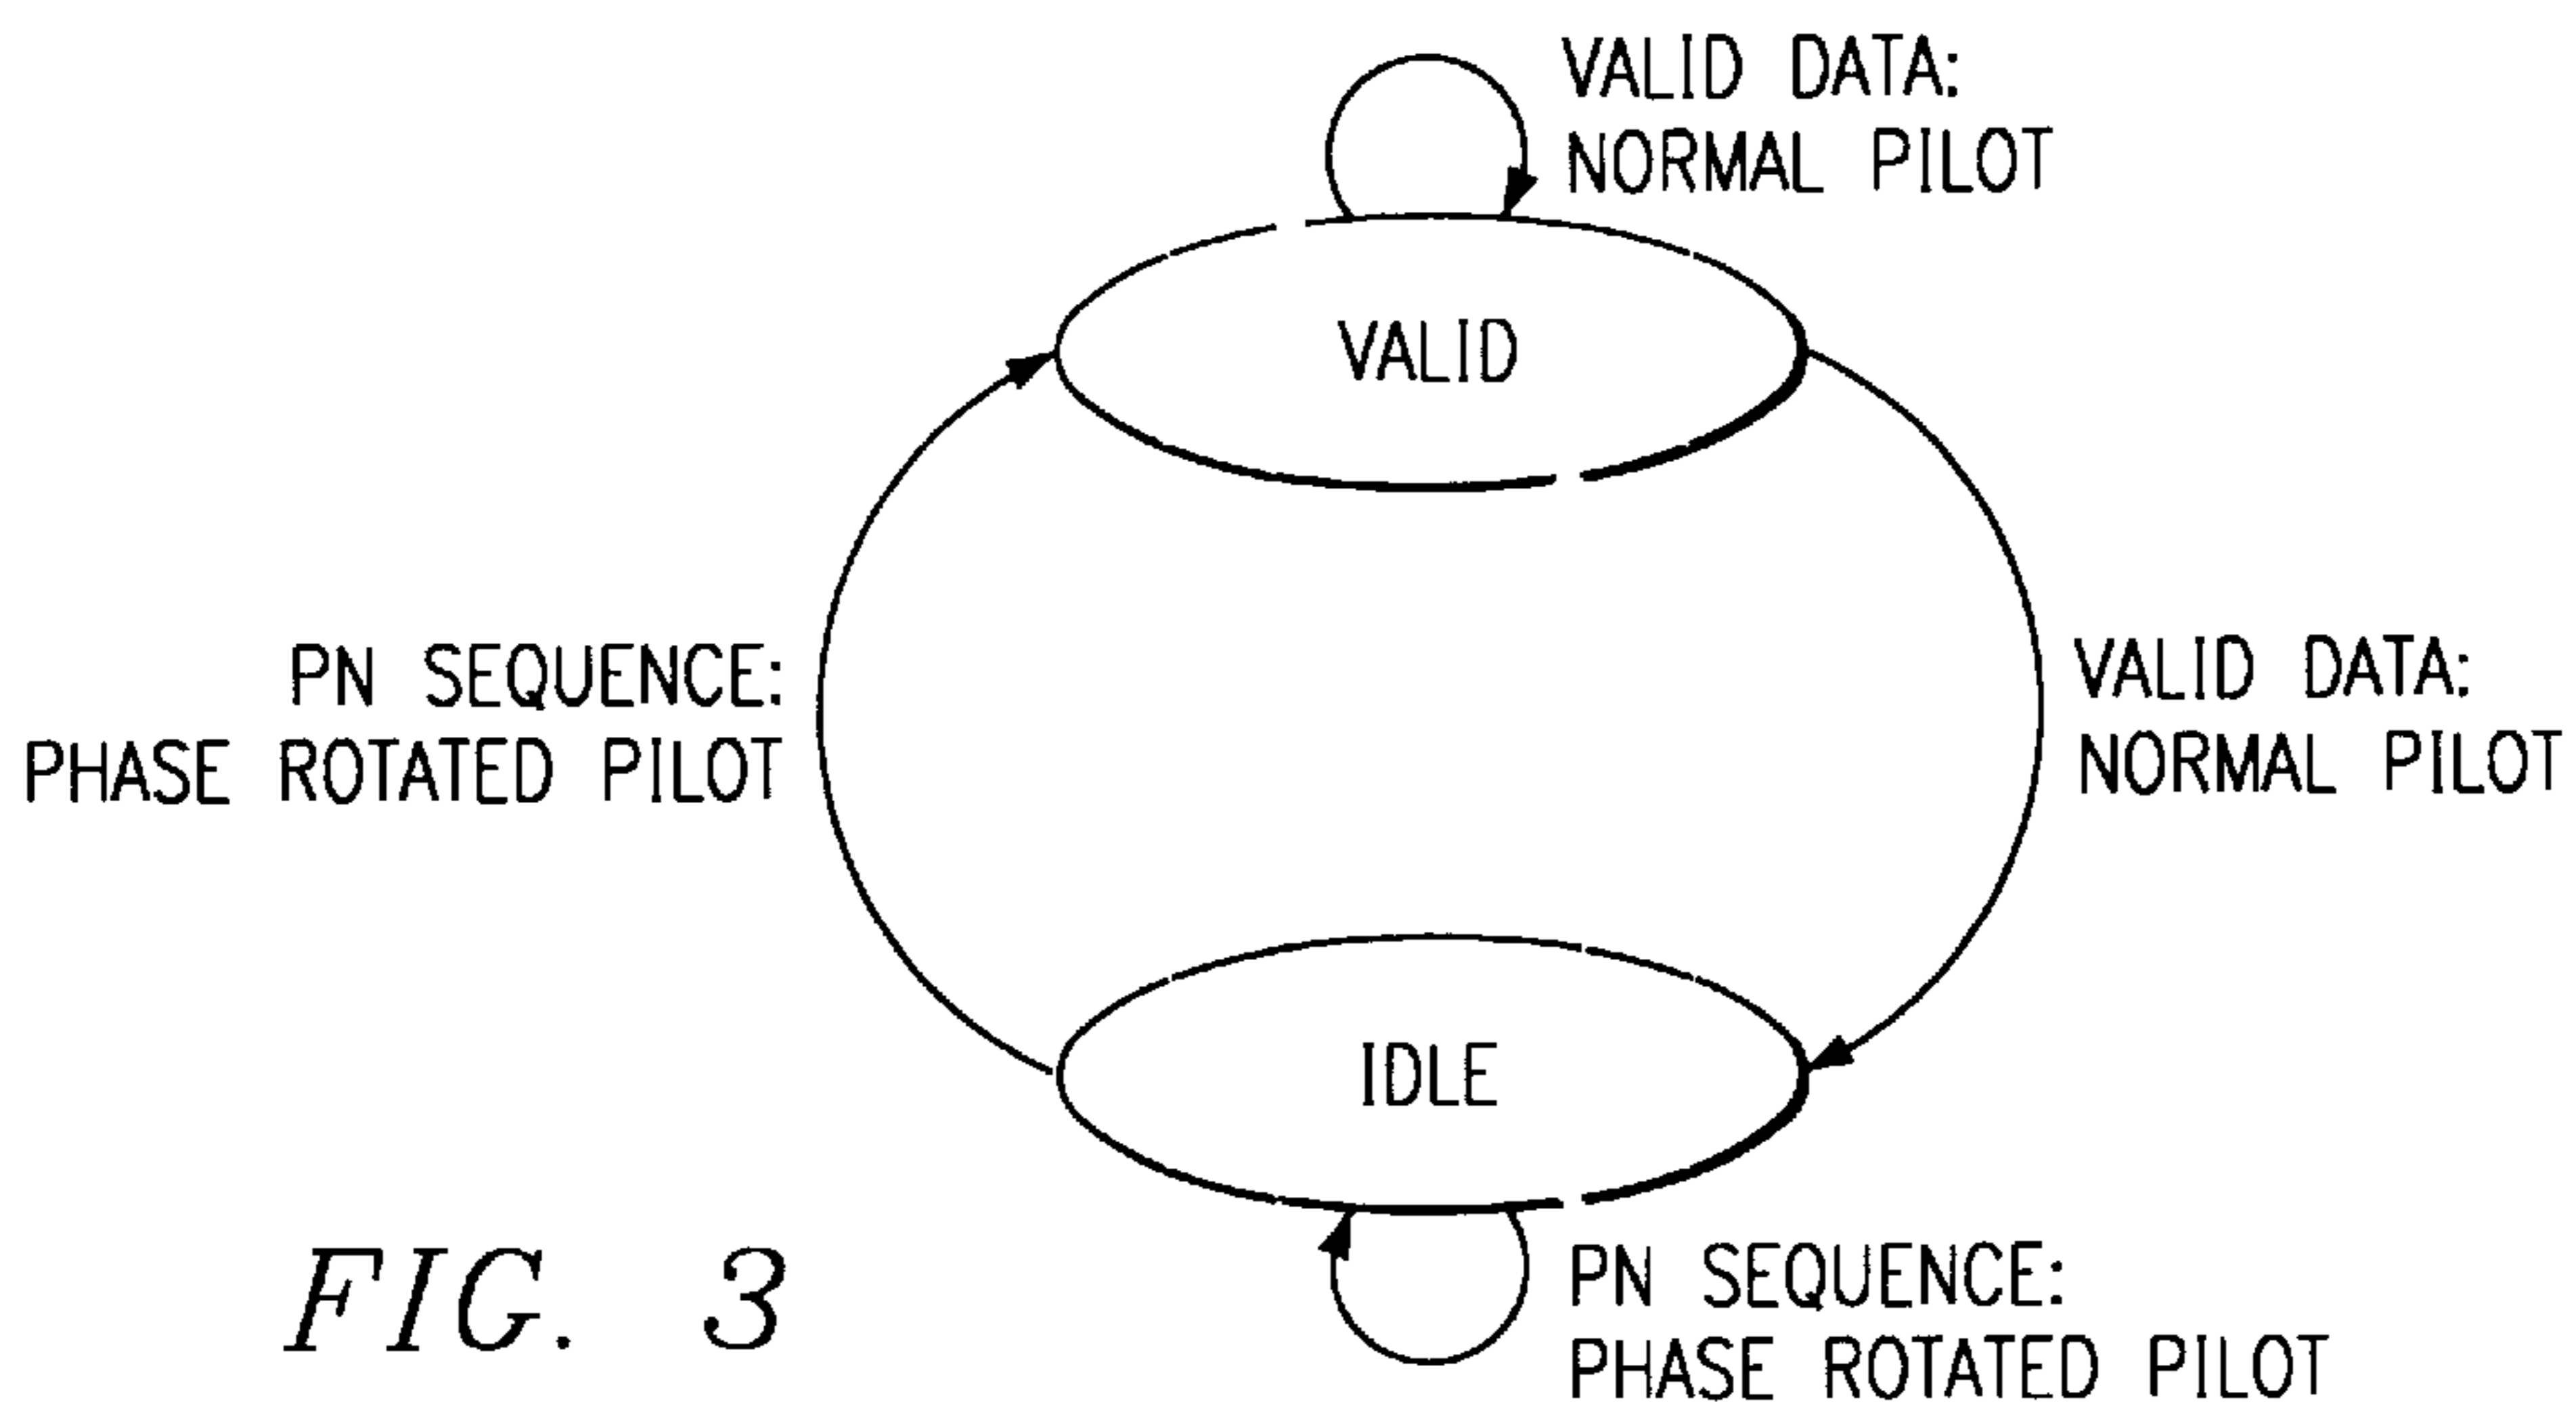 VALID DATA:
NORMAL PILOT
VALID
PN SEQUENCE:
PHASE ROTATED PILOT
VALID DATA:
NORMAL PILOT
IDLE
PN SEQUENCE:
PHASE ROTATED PILOT
FIG. 3